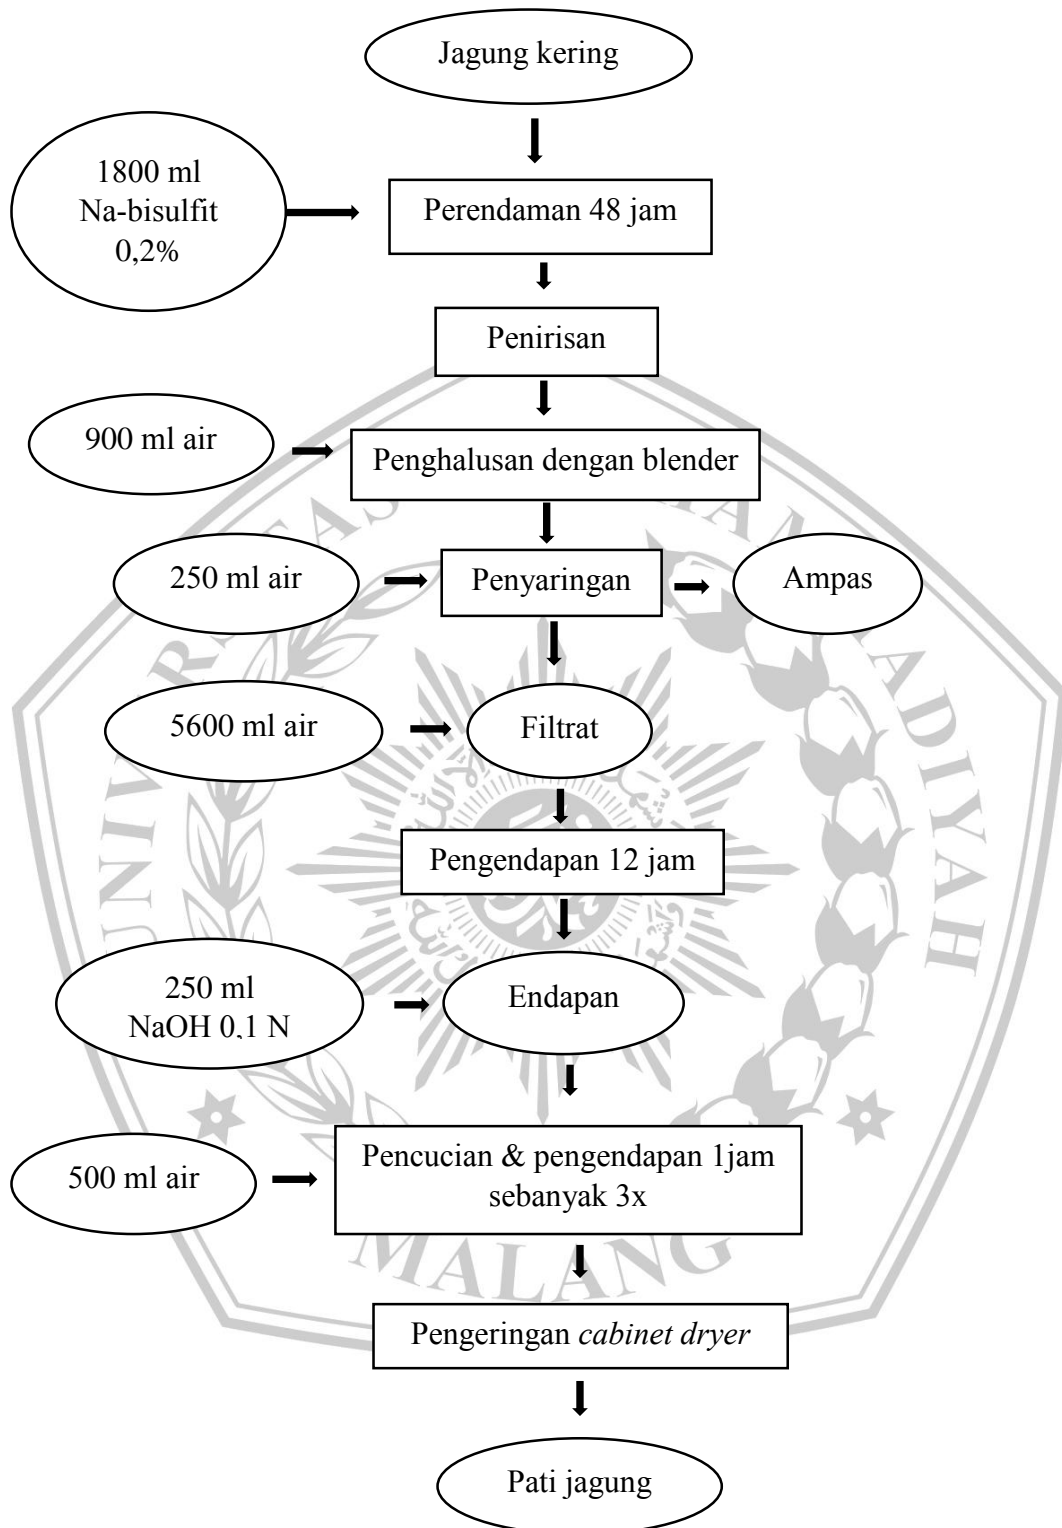 Jagung kering
1800 ml
Na-bisulfit
0,2%
Perendaman 48 jam
Penirisan
900 ml air
Penghalusan dengan blender
250 ml air
Penyaringan
Ampas
5600 ml air
Filtrat
Pengendapan 12 jam
250 ml
NaOH 0,1 N
Endapan
500 ml air
Pencucian & pengendapan 1jam
sebanyak 3x
Pengeringan cabinet dryer
Pati jagung
MALANG